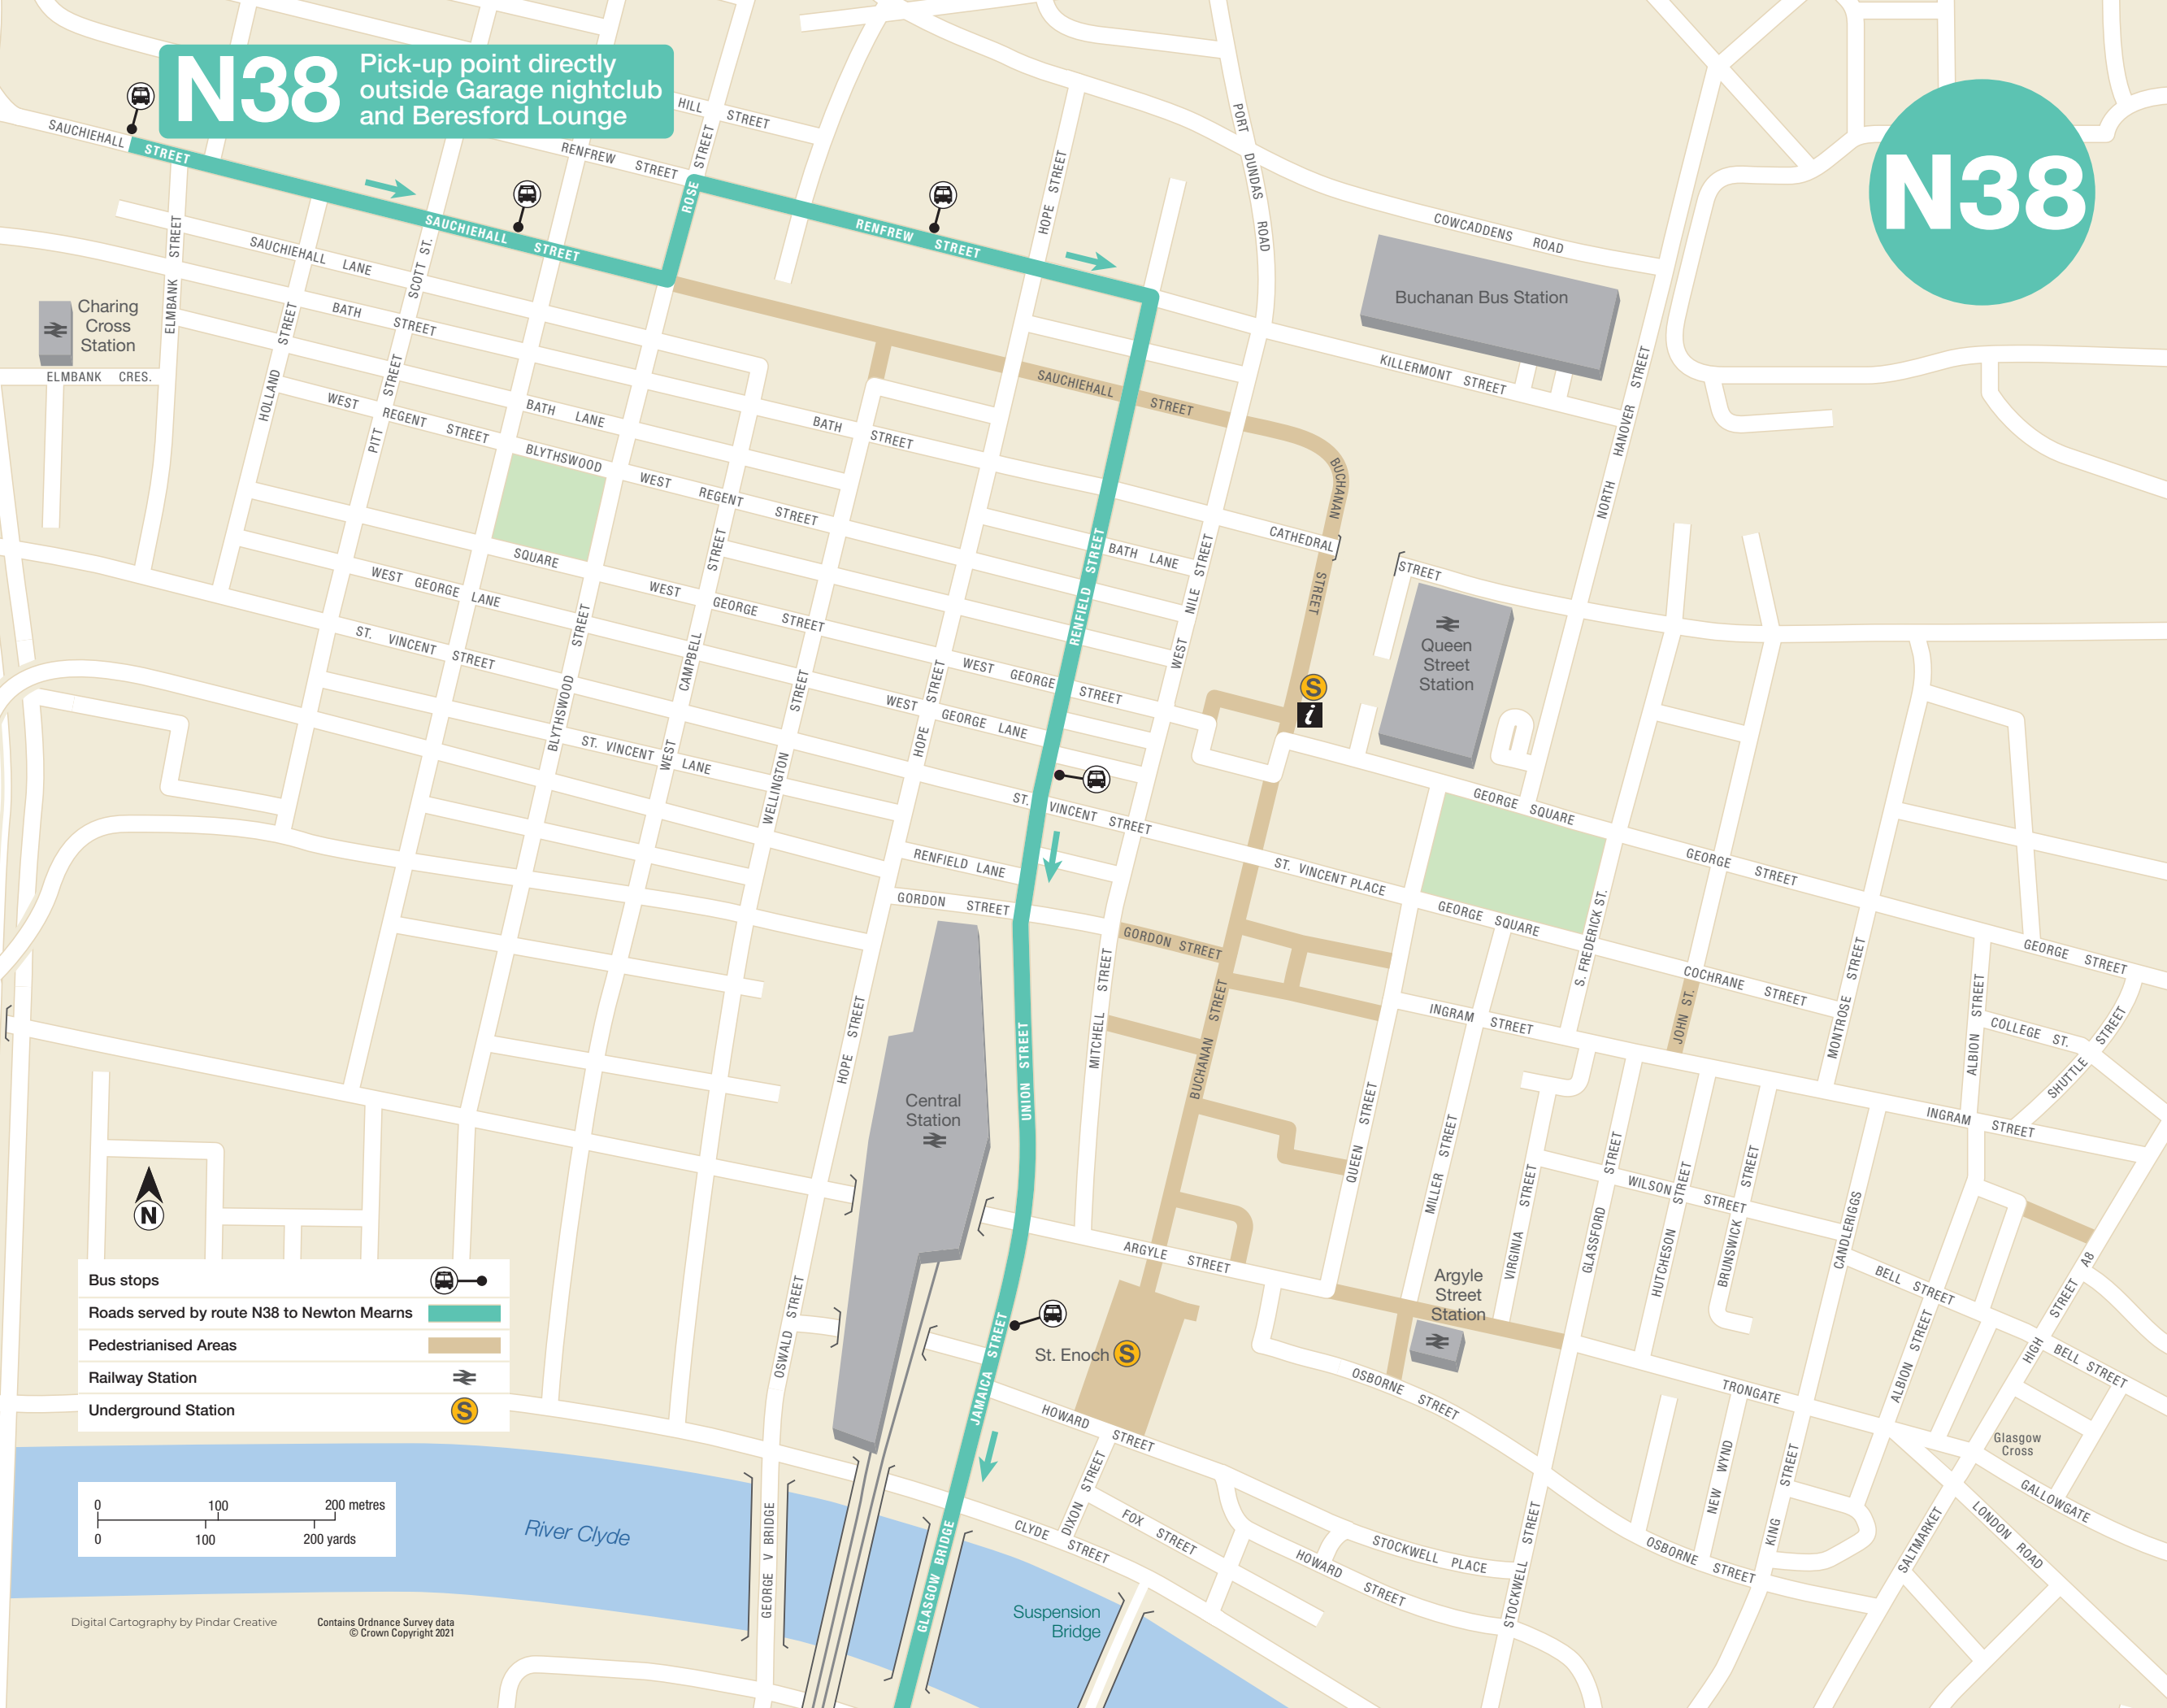 N38
Pick-up point directly
outside Garage nightclub
and Beresford Lounge
N38
HILL STREET
PORT DUNDAS ROAD
SAUCHIEHALL STREET
RENFREW STREET
ROSE STREET
HOPE STREET
COWCADDENS ROAD
SAUCHIEHALL STREET
RENFREW STREET
ELMBANK STREET
SAUCHIEHALL LANE
SCOTT ST.
Buchanan Bus Station
Charing
Cross
Station
BATH STREET
HOLLAND STREET
ELMBANK CRES.
PITT STREET
KILLERMONT STREET
NORTH HANOVER STREET
SAUCHIEHALL STREET
WEST REGENT STREET
BATH LANE
BATH STREET
BLYTHSWOOD
SQUARE
WEST REGENT STREET
BUCHANAN STREET
CATHEDRAL
STREET
BATH LANE
RENFIELD STREET
WEST NILE STREET
WEST GEORGE LANE
WEST GEORGE STREET
WEST CAMPBELL STREET
BLYTHSWOOD STREET
ST. VINCENT STREET
Queen
Street
Station
S
i
WEST GEORGE STREET
WEST GEORGE LANE
HOPE STREET
WELLINGTON STREET
ST. VINCENT LANE
ST. VINCENT STREET
GEORGE SQUARE
ST. VINCENT PLACE
GEORGE SQUARE
GEORGE STREET
GEORGE STREET
RENFIELD LANE
GORDON STREET
GORDON STREET
S. FREDERICK ST.
COCHRANE STREET
JOHN ST.
MONTROSE STREET
ALBION STREET
COLLEGE ST.
SHUTTLE STREET
INGRAM STREET
INGRAM STREET
HOPE STREET
UNION STREET
MITCHELL STREET
BUCHANAN STREET
Central
Station
QUEEN STREET
MILLER STREET
VIRGINIA STREET
GLASSFORD STREET
HUTCHESON STREET
BRUNSWICK STREET
WILSON STREET
CANDLERIGGS
BELL STREET
BELL STREET
ALBION STREET
HIGH STREET A8
N
ARGYLE STREET
Argyle
Street
Station
OSWALD STREET
JAMAICA STREET
St. Enoch S
HOWARD STREET
OSBORNE STREET
TRONGATE
Glasgow
Cross
GALLOWGATE
LONDON ROAD
SALTMARKET
NEW WYND
KING STREET
OSBORNE STREET
STOCKWELL STREET
STOCKWELL PLACE
HOWARD STREET
FOX STREET
DIXON STREET
CLYDE STREET
GLASGOW BRIDGE
GEORGE V BRIDGE
River Clyde
Suspension
Bridge
Bus stops
Roads served by route N38 to Newton Mearns
Pedestrianised Areas
Railway Station
Underground Station S
0 100 200 metres
0 100 200 yards
Digital Cartography by Pindar Creative
Contains Ordnance Survey data
© Crown Copyright 2021